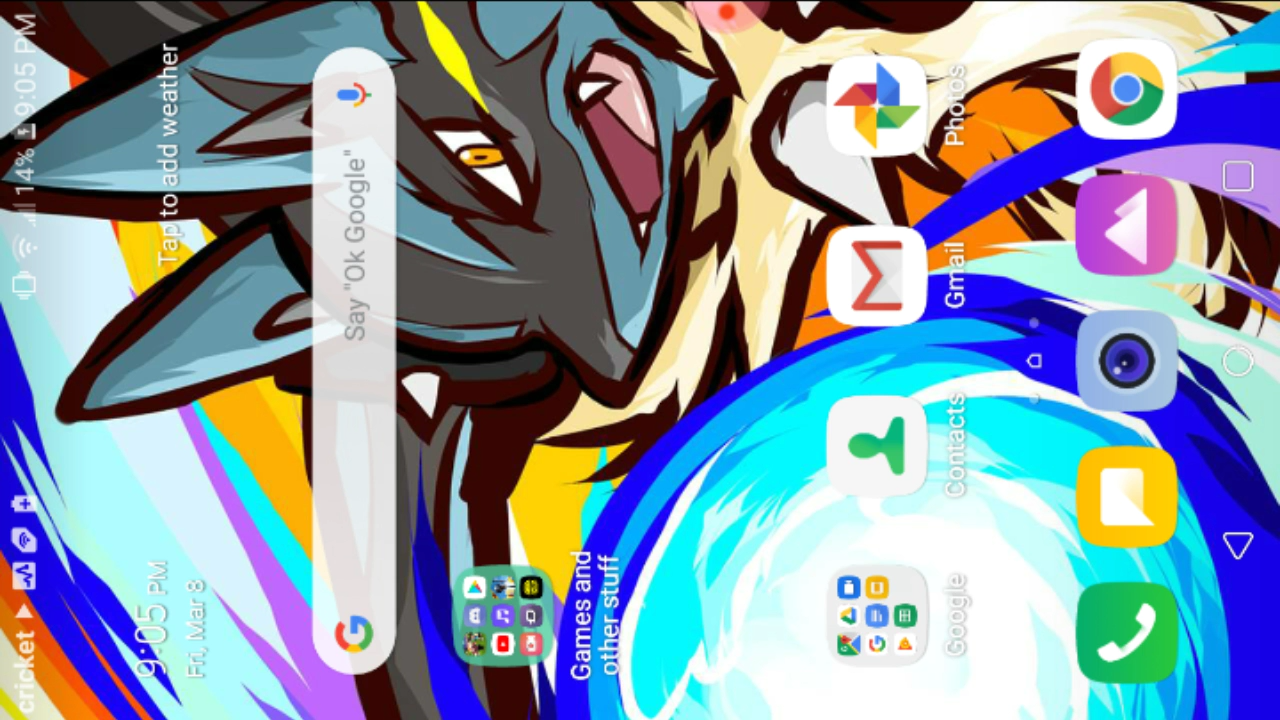 cricket 14% 9:05 PM
9:05 PM
Fri, Mar 8
Tap to add weather
Say "Ok Google"
Games and
other stuff
Google
Contacts
Gmail
Photos